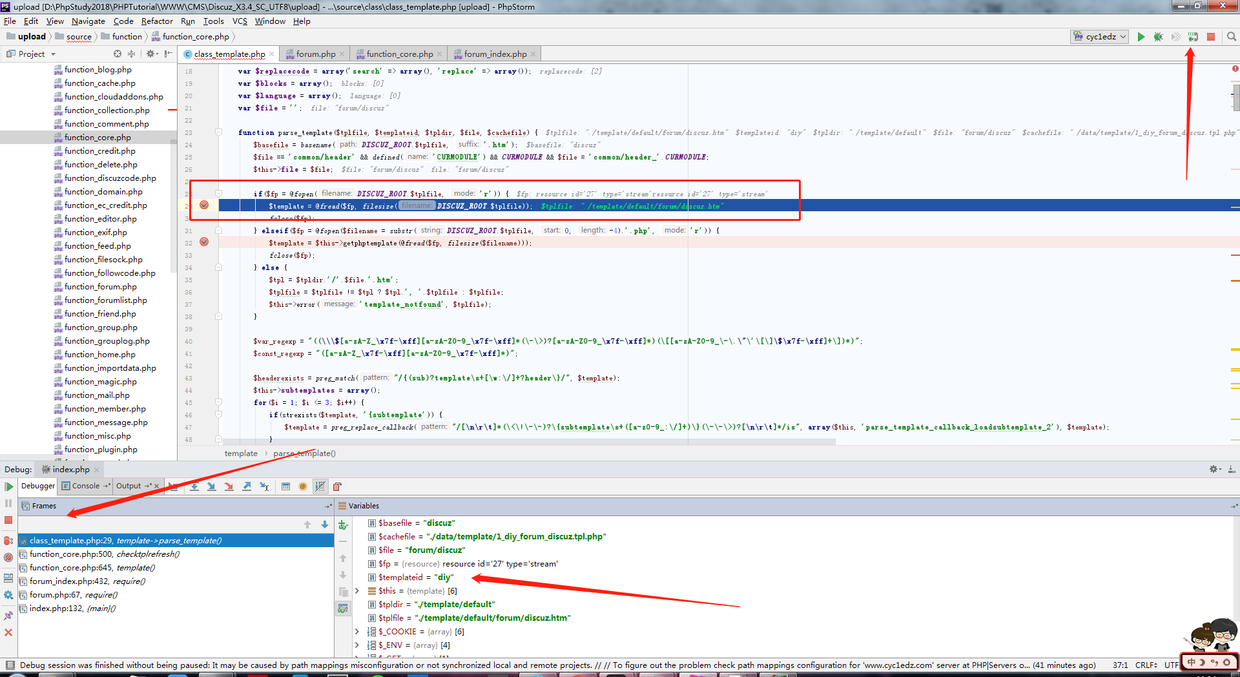 upload [D:\PhpStudy2018\PHPTutorial\WWW\CMS\Discuz_X3.4_SC_UTF8\upload] - ...\source\class\class_template.php [upload] - PhpStorm
File Edit View Navigate Code Refactor Run Tools VCS Window Help
upload source function function_core.php
cyc1edz
Project
class_template.php forum.php function_core.php forum_index.php
function_blog.php
function_cache.php
function_cloudaddons.php
function_collection.php
function_comment.php
function_core.php
function_credit.php
function_delete.php
function_discuzcode.php
function_domain.php
function_ec_credit.php
function_editor.php
function_exif.php
function_feed.php
function_filesock.php
function_followcode.php
function_forum.php
function_forumlist.php
function_friend.php
function_group.php
function_grouplog.php
function_home.php
function_importdata.php
function_magic.php
function_mail.php
function_member.php
function_message.php
function_misc.php
function_plugin.php
18 var $replacecode = array('search' => array(), 'replace' => array()); replacecode: [2]
19 var $blocks = array(); blocks: [0]
20 var $language = array(); language: [0]
21 var $file = ''; file: "forum/discuz"
22
23 function parse_template($tplfile, $templateid, $tpldir, $file, $cachefile) { $tplfile: "./template/default/forum/discuz.htm" $templateid: "diy" $tpldir: "./template/default" $file: "forum/discuz" $cachefile: "./data/template/1_diy_forum_discuz.tpl.php"
24 $basefile = basename( path: DISCUZ_ROOT.$tplfile, suffix: '.htm'); $basefile: "discuz"
25 $file == 'common/header' && defined( name: 'CURMODULE') && CURMODULE && $file = 'common/header_'.CURMODULE;
26 $this->file = $file; $file: "forum/discuz" file: "forum/discuz"
if($fp = @fopen( filename: DISCUZ_ROOT.$tplfile, mode: 'r')) { $fp: resource id='27' type='stream'resource id='27' type='stream'
$template = @fread($fp, filesize( filename: DISCUZ_ROOT.$tplfile)); $tplfile: "./template/default/forum/discuz.htm"
fclose($fp);
31 } elseif($fp = @fopen($filename = substr( string: DISCUZ_ROOT.$tplfile, start: 0, length: -4).'.php', mode: 'r')) {
32 $template = $this->getphptemplate(@fread($fp, filesize($filename)));
33 fclose($fp);
34 } else {
35 $tpl = $tpldir.'/'.$file.'.htm';
36 $tplfile = $tplfile != $tpl ? $tpl.', '.$tplfile : $tplfile;
37 $this->error( message: 'template_notfound', $tplfile);
38 }
39
40 $var_regexp = "((\\\$[a-zA-Z_\x7f-\xff][a-zA-Z0-9_\x7f-\xff]*(\-\>)?[a-zA-Z0-9_\x7f-\xff]*)(\[[a-zA-Z0-9_\-\.\"\'\[\]\$\x7f-\xff]+\])*)";
41 $const_regexp = "([a-zA-Z_\x7f-\xff][a-zA-Z0-9_\x7f-\xff]*)";
42
43 $headerexists = preg_match( pattern: "/{(sub)?template\s+[\w:\/]+?header\}/", $template);
44 $this->subtemplates = array();
45 for($i = 1; $i <= 3; $i++) {
46 if(strexists($template, '{subtemplate')) {
47 $template = preg_replace_callback( pattern: "/[\n\r\t]*(\<\!\-\-)?\{subtemplate\s+([a-z0-9_:\/]+)\}(\-\-\>)?[\n\r\t]*/is", array($this, 'parse_template_callback_loadsubtemplate_2'), $template);
48 }
template parse_template()
Debug: index.php
Debugger Console Output
Frames
class_template.php:29, template->parse_template()
function_core.php:500, checktplrefresh()
function_core.php:645, template()
forum_index.php:432, require()
forum.php:67, require()
index.php:132, {main}()
Variables
$basefile = "discuz"
$cachefile = "./data/template/1_diy_forum_discuz.tpl.php"
$file = "forum/discuz"
$fp = {resource} resource id='27' type='stream'
$templateid = "diy"
$this = {template} [6]
$tpldir = "./template/default"
$tplfile = "./template/default/forum/discuz.htm"
$_COOKIE = {array} [6]
$_ENV = {array} [4]
Debug session was finished without being paused: It may be caused by path mappings misconfiguration or not synchronized local and remote projects. // // To figure out the problem check path mappings configuration for 'www.cyc1edz.com' server at PHP|Servers o... (41 minutes ago) 37:1 CRLF÷ UTF
中